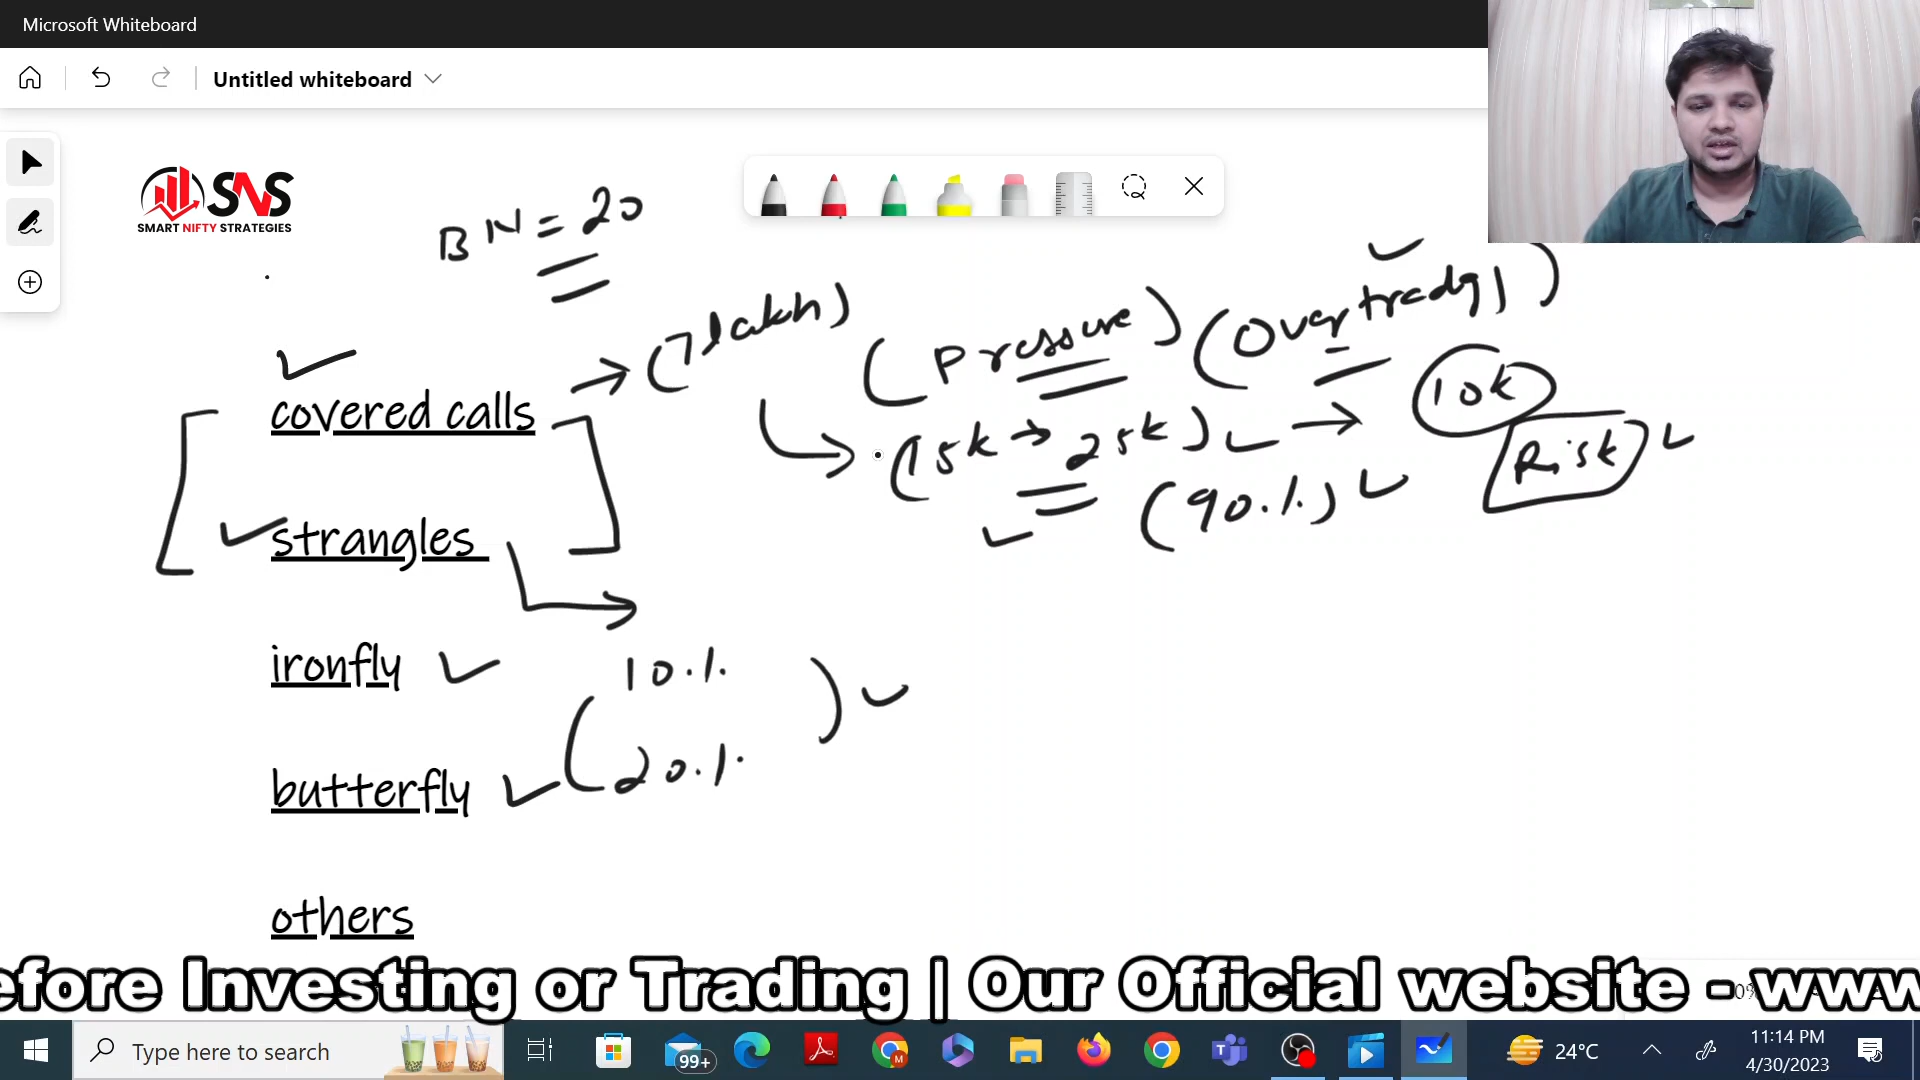 Microsoft Whiteboard
Untitled whiteboard
SNS
SMART NIFTY STRATEGIES
BN = 20
covered calls → (7 lakh) (Pressure) (Overtradg)
(15k → 25k) → 10k
Risk
(90.%)
strangles
ironfly
10.%
20.%
butterfly
others
efore Investing or Trading | Our Official website - www
Type here to search
99+
24°C
11:14 PM
4/30/2023